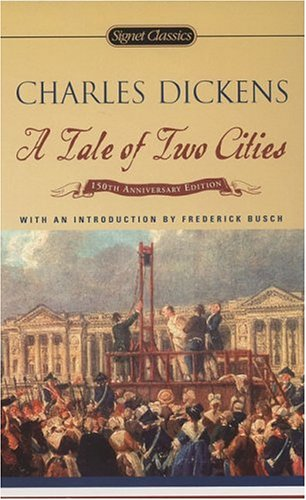 Signet Classics
CHARLES DICKENS
A Tale of Two Cities
150TH ANNIVERSARY EDITION
WITH AN INTRODUCTION BY FREDERICK BUSCH